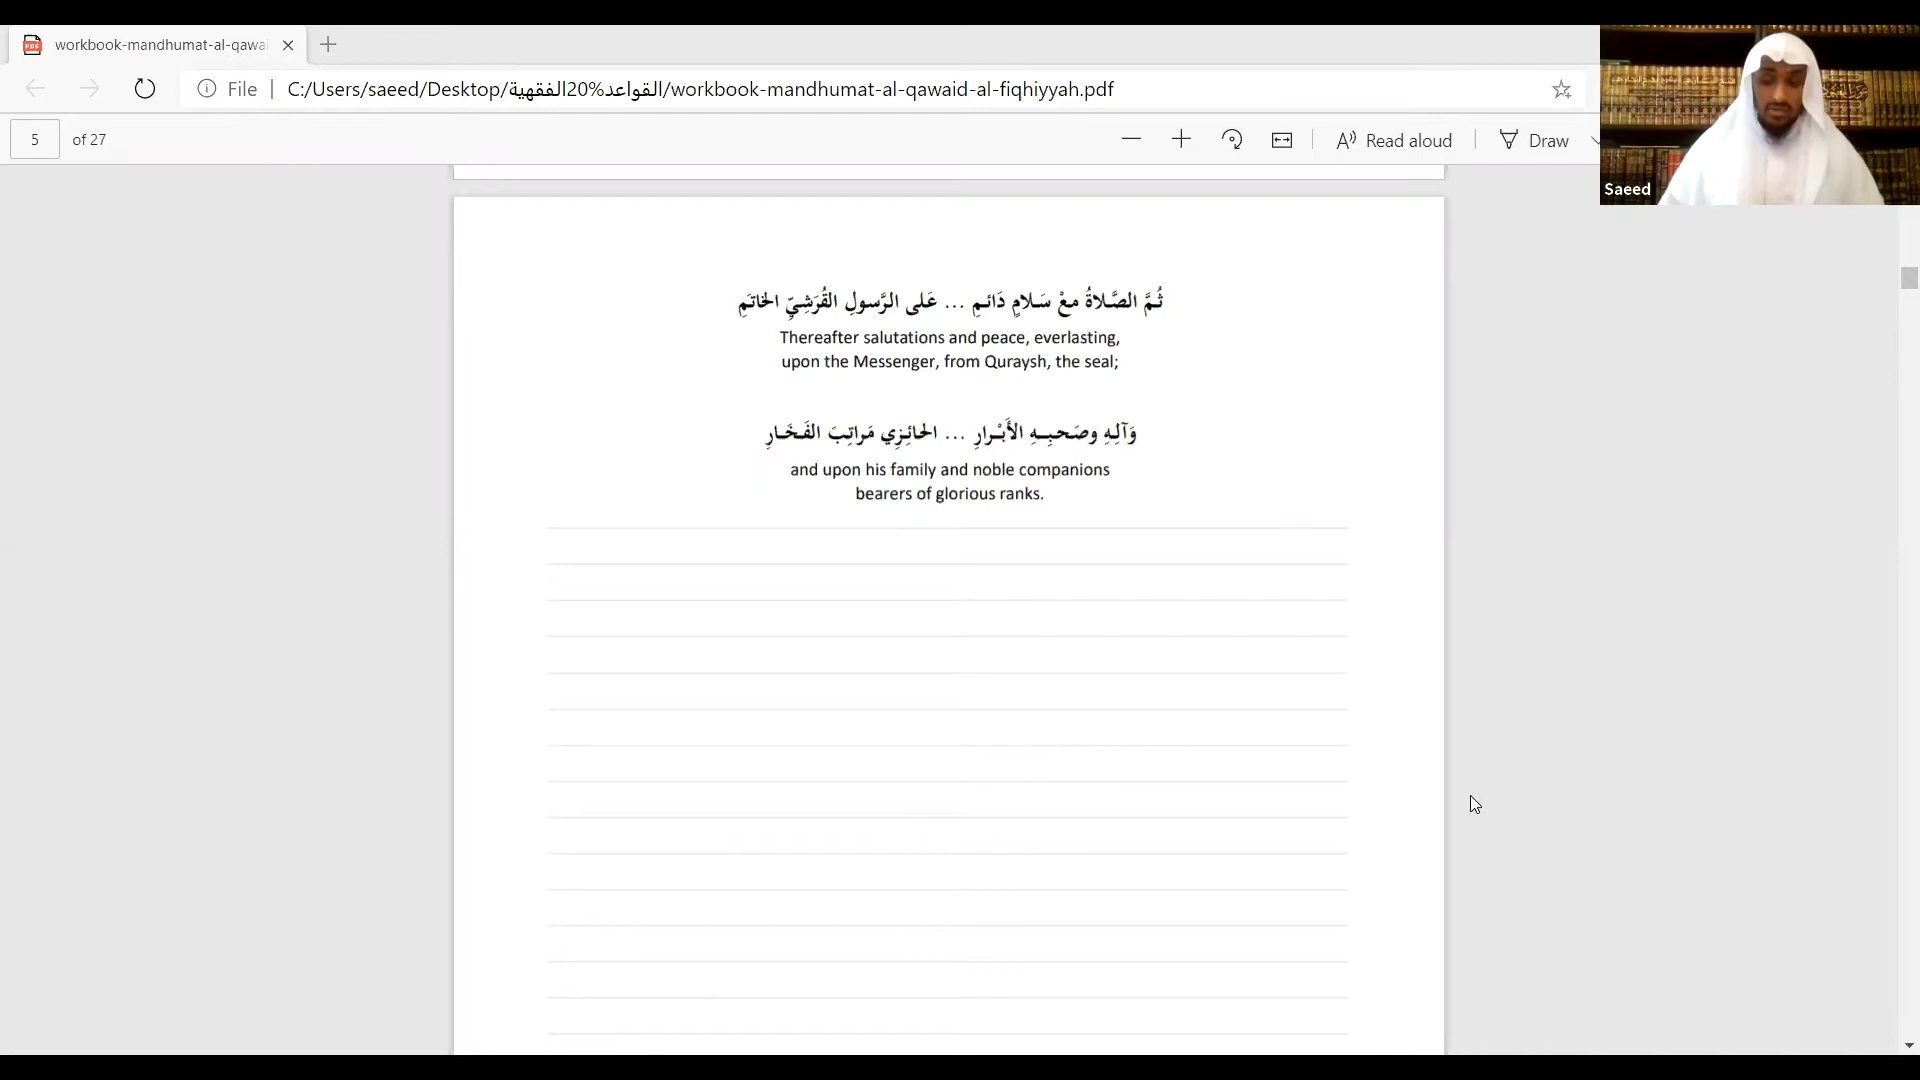 workbook-mandhumat-al-qawai
File
C:/Users/saeed/Desktop/القواعد%20الفقهية/workbook-mandhumat-al-qawaid-al-fiqhiyyah.pdf
5 of 27
Read aloud
Draw
Saeed
ثُمَّ الصَّلاةُ معْ سَلامٍ دَائمِ ... عَلى الرَّسولِ القُرَشِيِّ الخاتَمِ
Thereafter salutations and peace, everlasting,
upon the Messenger, from Quraysh, the seal;
وَآلِهِ وصَحبِهِ الأَبْرارِ ... الحائِزِي مَراتِبَ الفَخَارِ
and upon his family and noble companions
bearers of glorious ranks.